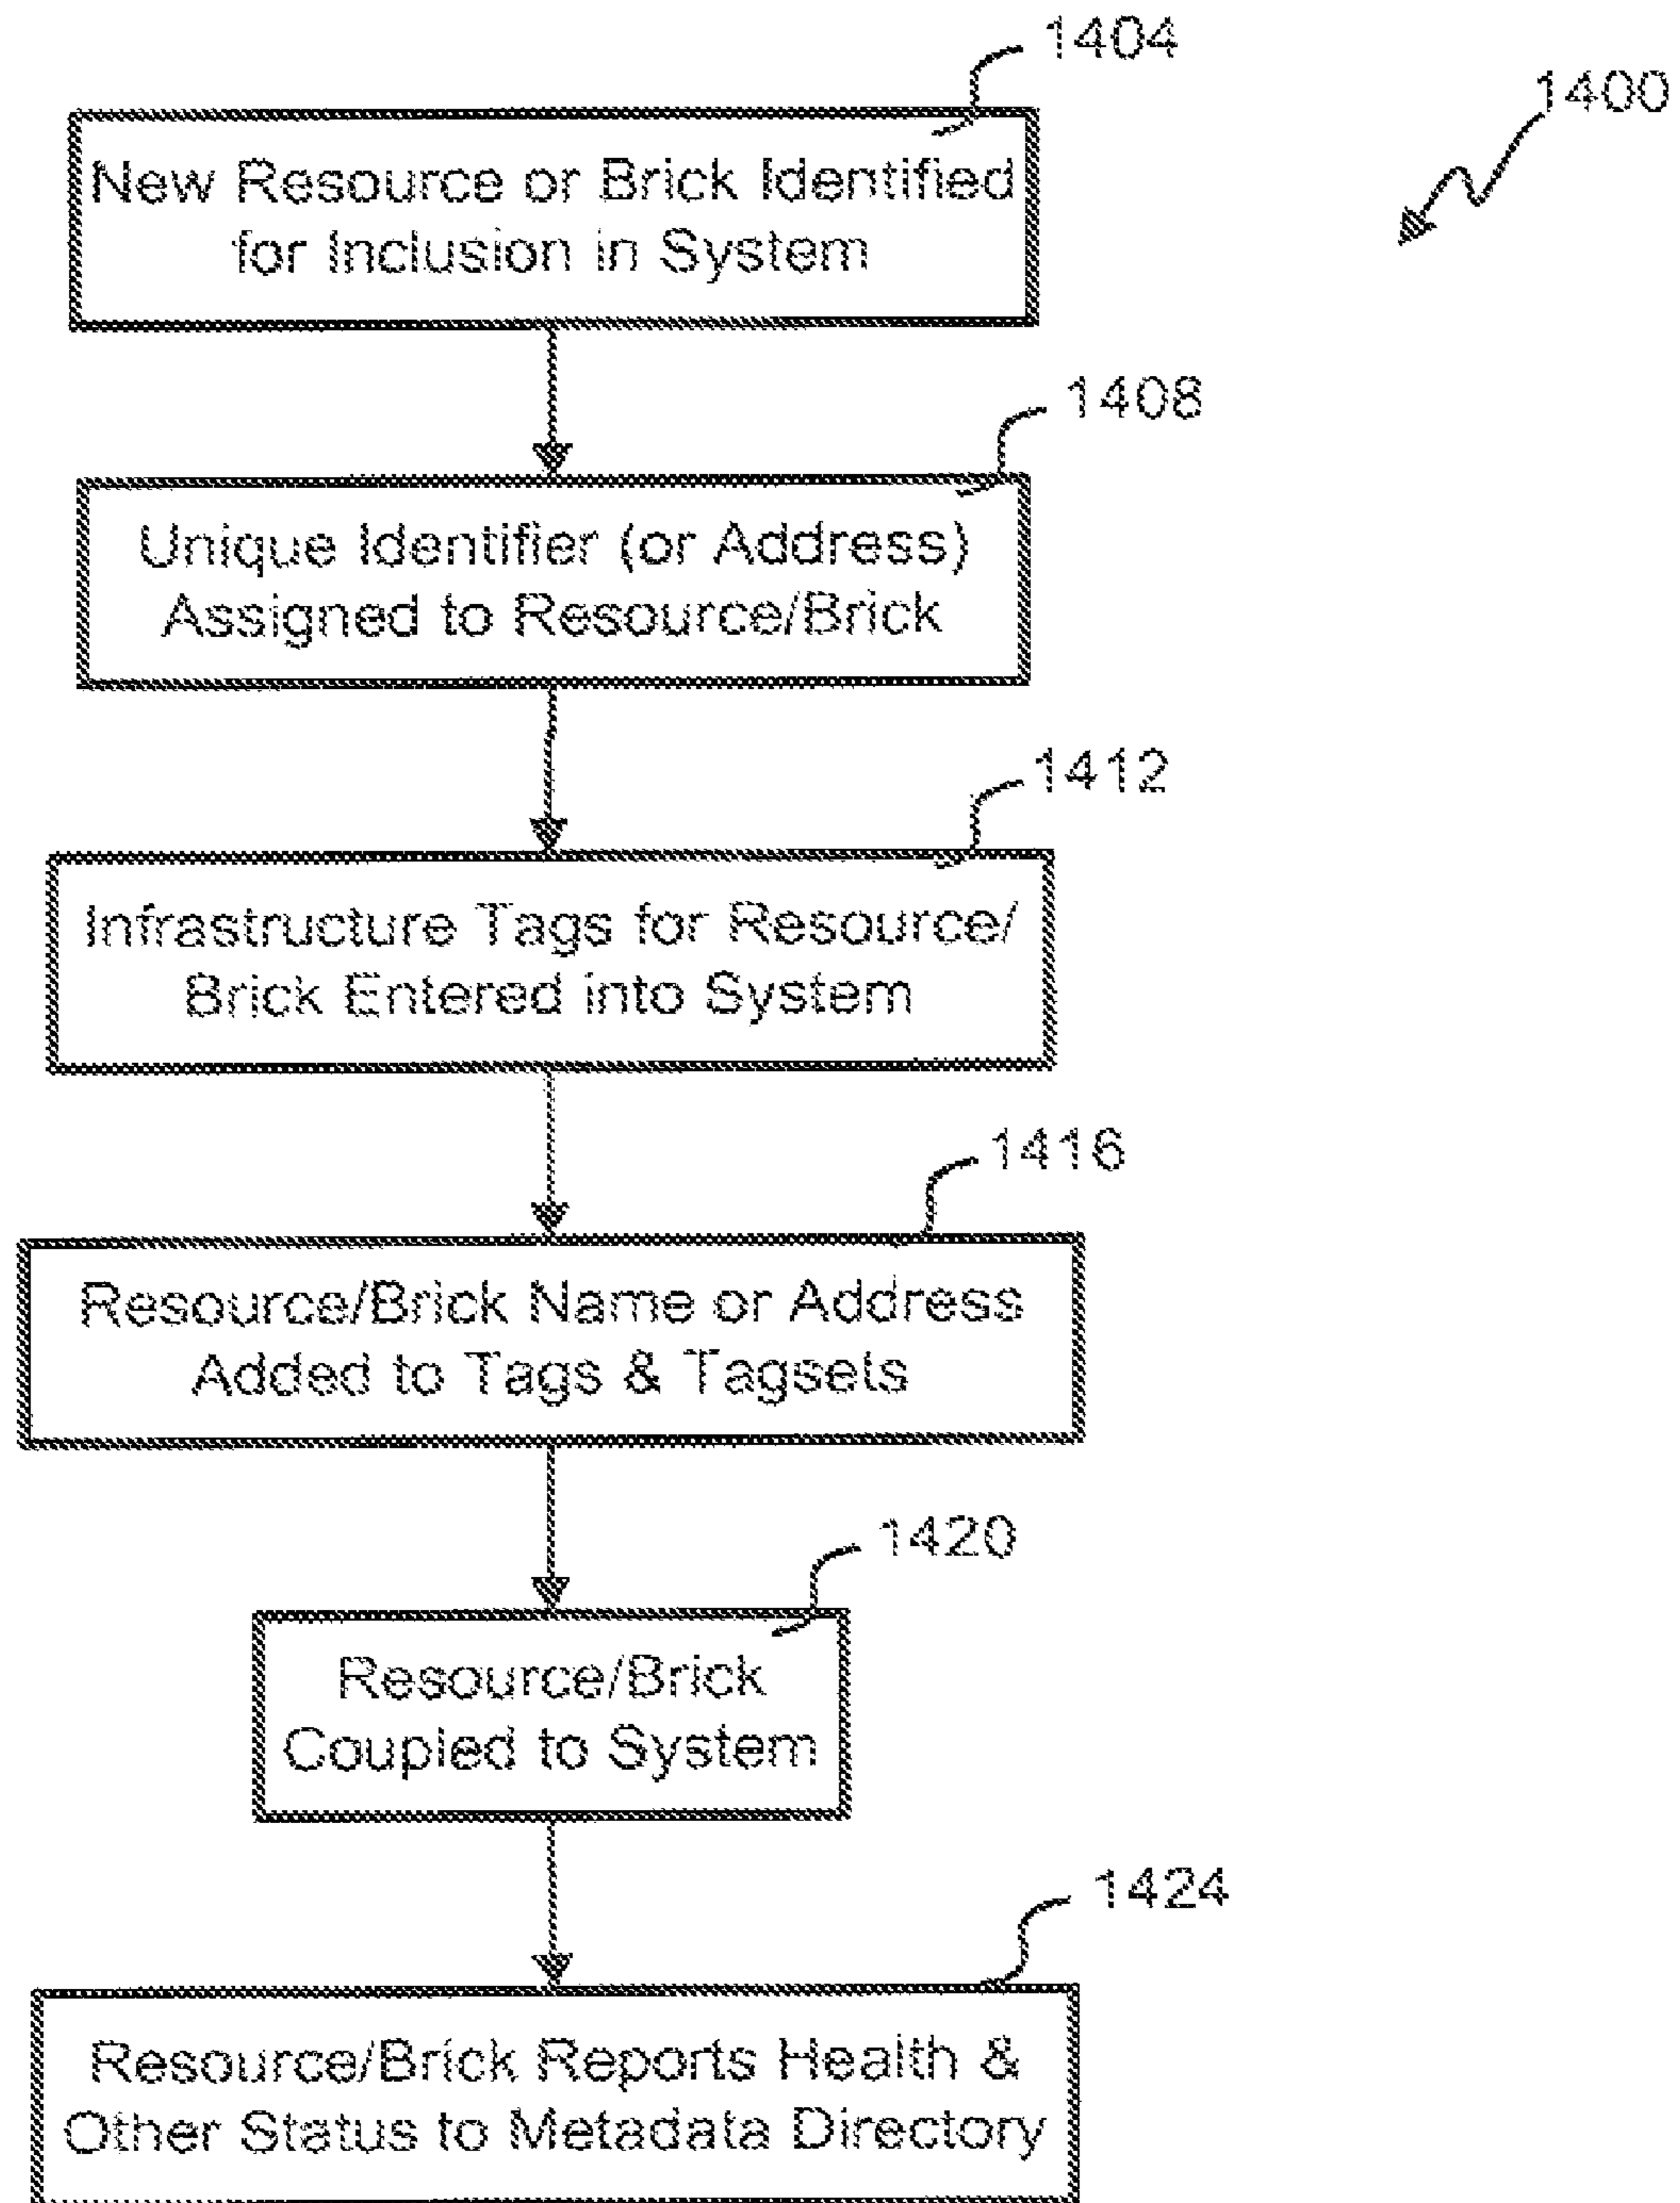 1404
1400
New Resource or Brick Identified
for Inclusion in System
1408
Unique Identifier (or Address)
Assigned to Resource/Brick
1412
Infrastructure Tags for Resource/
Brick Entered into System
1416
Resource/Brick Name or Address
Added to Tags & Tagsets
1420
Resource/Brick
Coupled to System
1424
Resource/Brick Reports Health &
Other Status to Metadata Directory